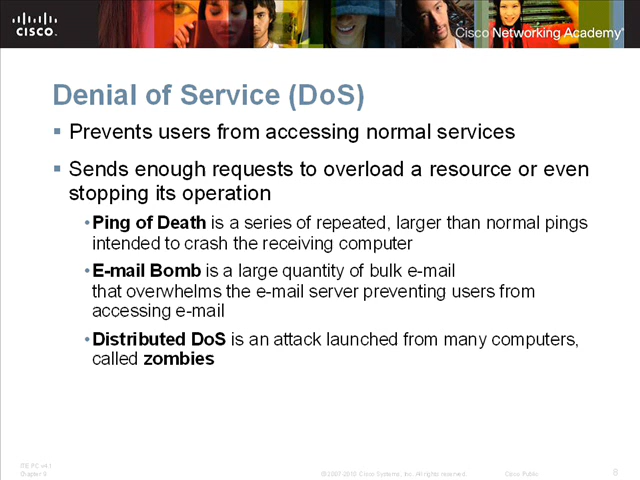 CISCO.
Cisco Networking Academy®
Denial of Service (DoS)
▪ Prevents users from accessing normal services
▪ Sends enough requests to overload a resource or even
stopping its operation
•Ping of Death is a series of repeated, larger than normal pings
intended to crash the receiving computer
•E-mail Bomb is a large quantity of bulk e-mail
that overwhelms the e-mail server preventing users from
accessing e-mail
•Distributed DoS is an attack launched from many computers,
called zombies
ITE PC v4.1
Chapter 9
© 2007-2010 Cisco Systems, Inc. All rights reserved.
Cisco Public
8